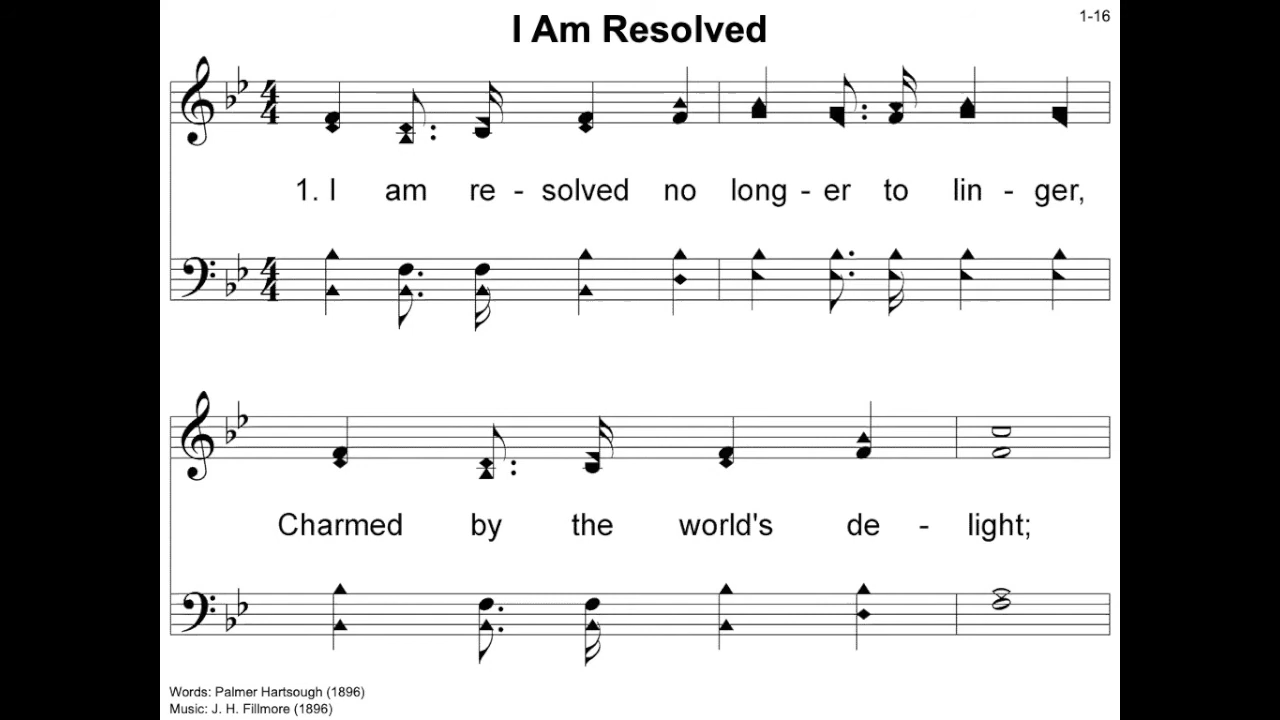 I Am Resolved
1-16
1. I am re - solved no long - er to lin - ger,
Charmed by the world's de - light;
Words: Palmer Hartsough (1896)
Music: J. H. Fillmore (1896)